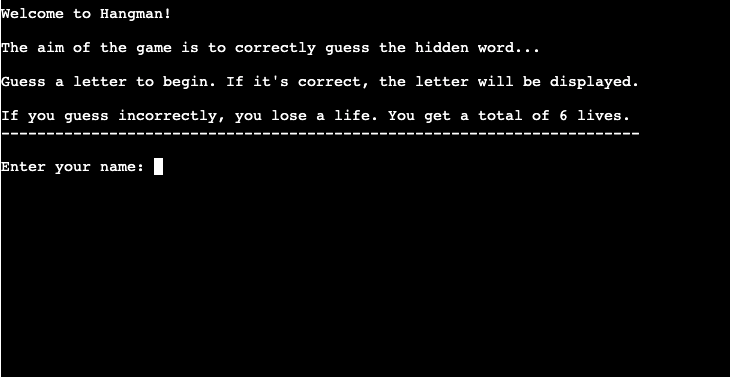 Welcome to Hangman!
The aim of the game is to correctly guess the hidden word...
Guess a letter to begin. If it's correct, the letter will be displayed.
If you guess incorrectly, you lose a life. You get a total of 6 lives.
-----------------------------------------------------------------------
Enter your name: